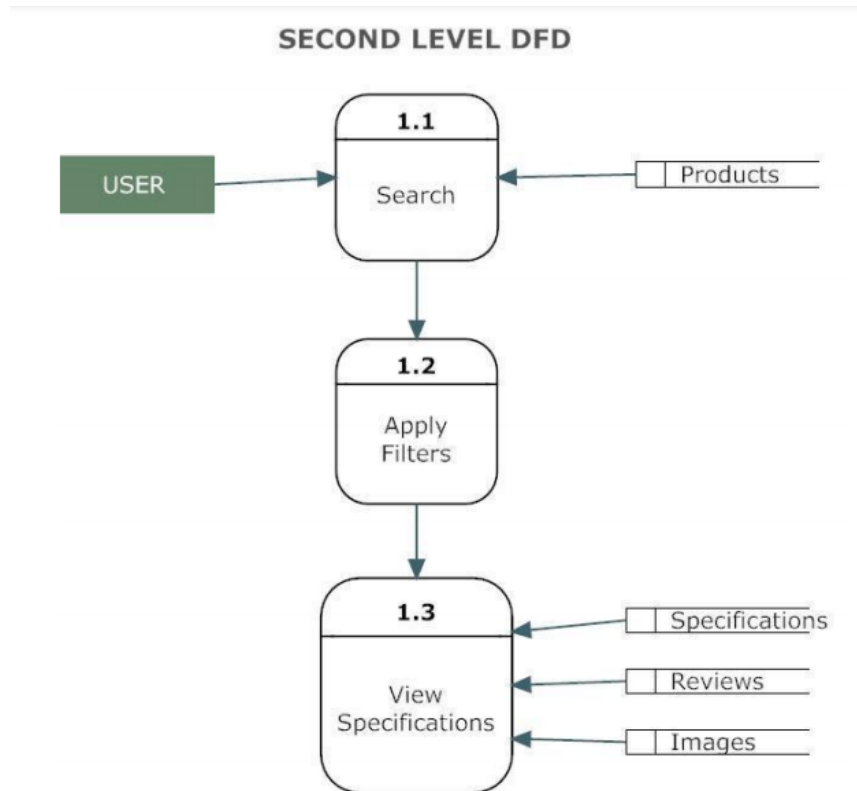 SECOND LEVEL DFD
1.1
USER
Search
Products
1.2
Apply
Filters
1.3
View
Specifications
Specifications
Reviews
Images